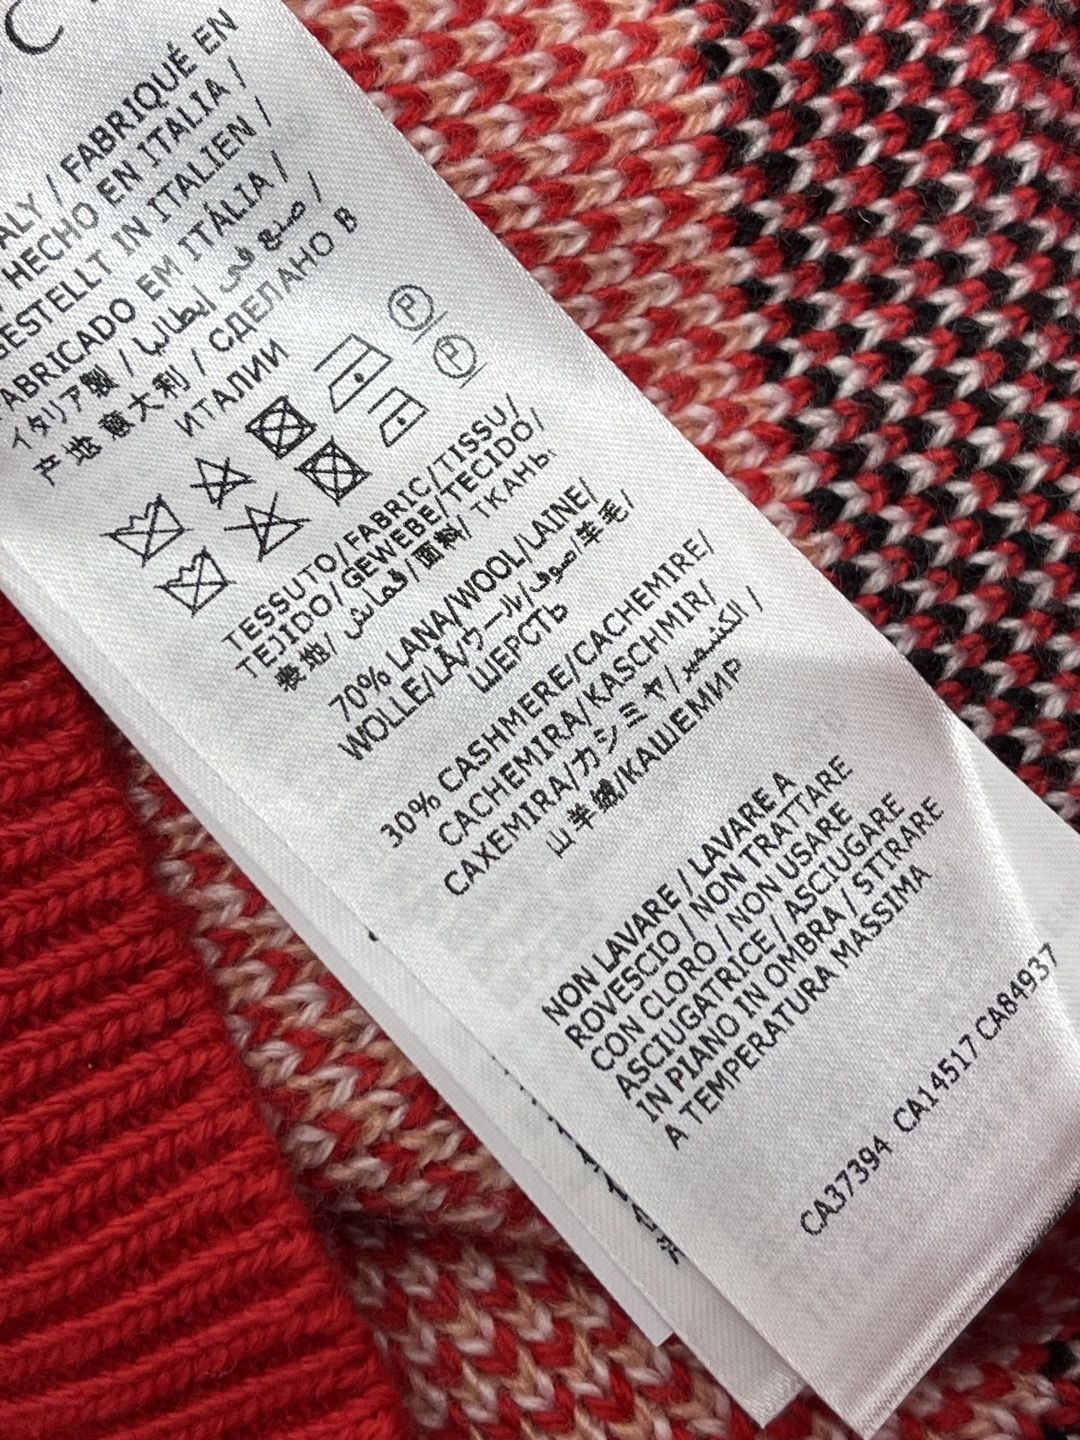 ALY / FABRIQUÉ EN
HECHO EN ITALIA /
GESTELLT IN ITALIEN /
FABRICADO EM ITÁLIA /
イタリア製 / صنع في إيطاليا /
产地 意大利 / СДЕЛАНО В
ИТАЛИИ
P
P
TESSUTO/FABRIC/TISSU/
TEJIDO/GEWEBE/TECIDO/
表地/قماش/面料/ТКАНЬ
70% LANA/WOOL/LAINE/
WOLLE/LÃ/ウール/صوف/羊毛/
ШЕРСТЬ
30% CASHMERE/CACHEMIRE/
CACHEMIRA/KASCHMIR/
CAXEMIRA/カシミヤ/الكشمير/
山羊绒/КАШЕМИР
NON LAVARE / LAVARE A
ROVESCIO / NON TRATTARE
CON CLORO / NON USARE
ASCIUGATRICE / ASCIUGARE
IN PIANO IN OMBRA / STIRARE
A TEMPERATURA MASSIMA
CA37394 CA14517 CA84937